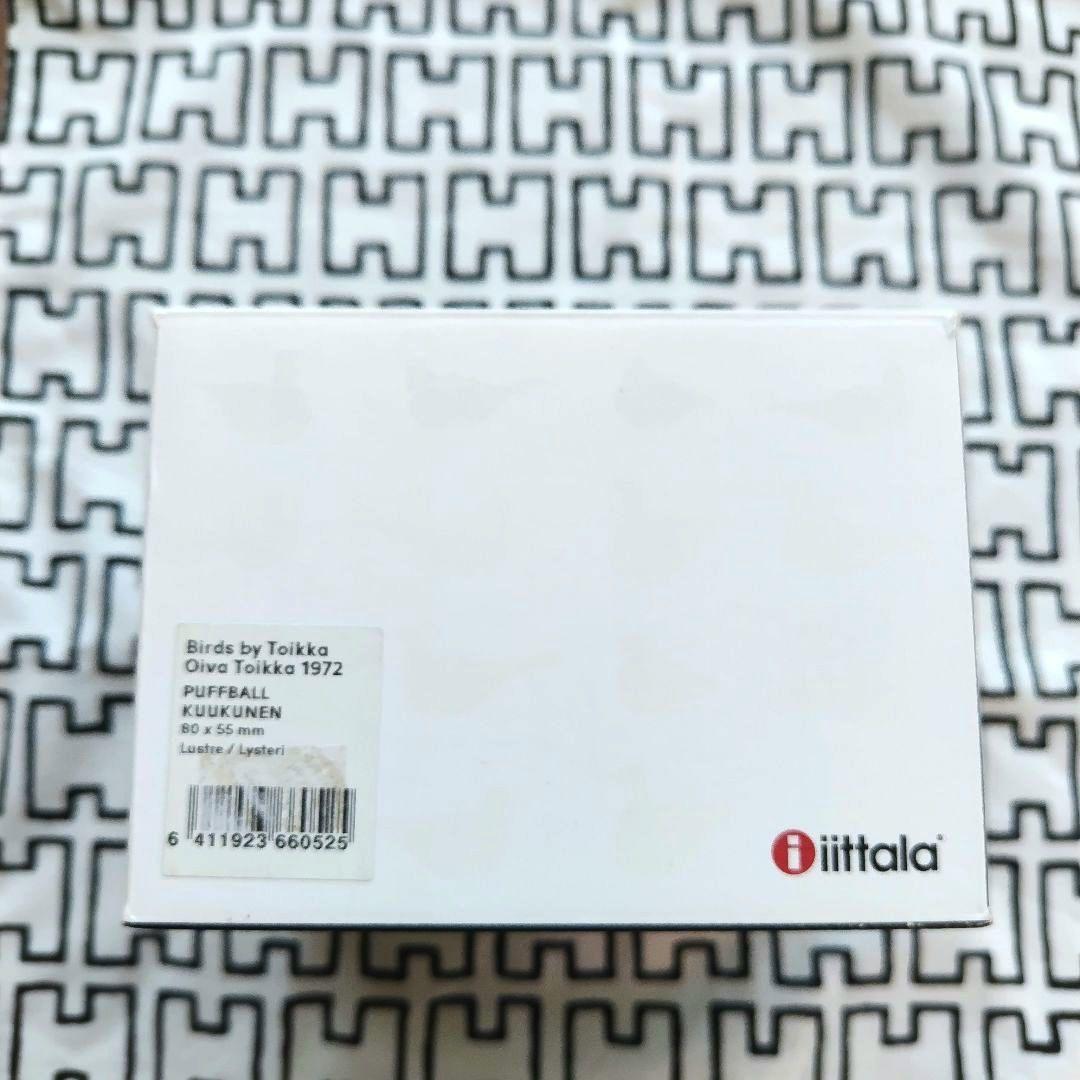 Birds by Toikka
Oiva Toikka 1972
PUFFBALL
KUUKUNEN
80 x 55 mm
Lustre / Lysteri
6 411923 660525
iittala